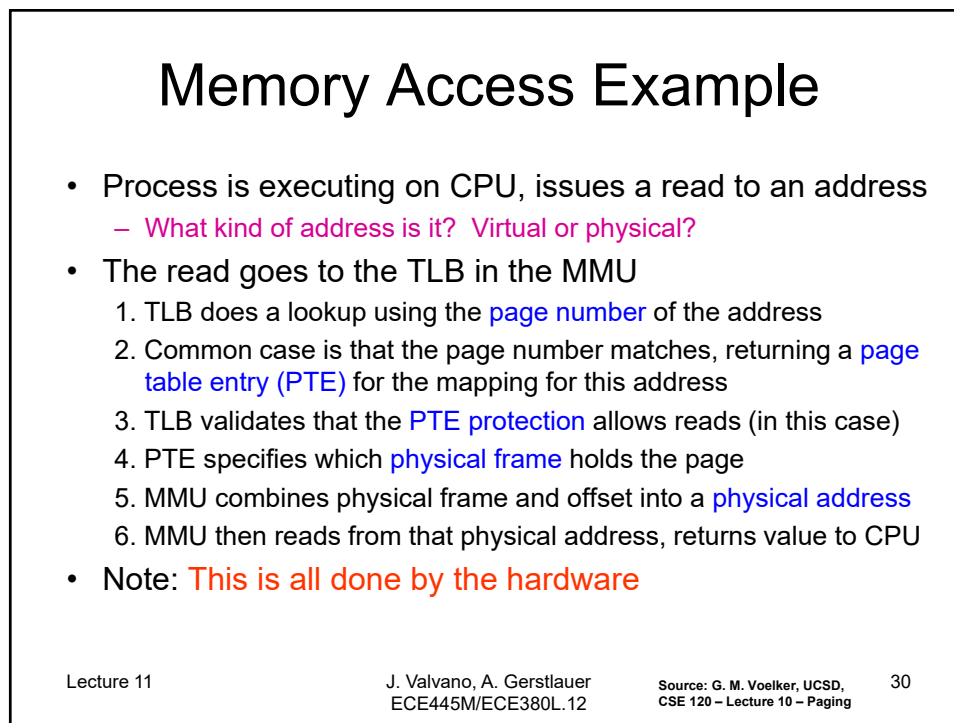 Memory Access Example
• Process is executing on CPU, issues a read to an address
– What kind of address is it? Virtual or physical?
• The read goes to the TLB in the MMU
1. TLB does a lookup using the page number of the address
2. Common case is that the page number matches, returning a page
table entry (PTE) for the mapping for this address
3. TLB validates that the PTE protection allows reads (in this case)
4. PTE specifies which physical frame holds the page
5. MMU combines physical frame and offset into a physical address
6. MMU then reads from that physical address, returns value to CPU
• Note: This is all done by the hardware
Lecture 11
J. Valvano, A. Gerstlauer
ECE445M/ECE380L.12
Source: G. M. Voelker, UCSD,
CSE 120 – Lecture 10 – Paging
30